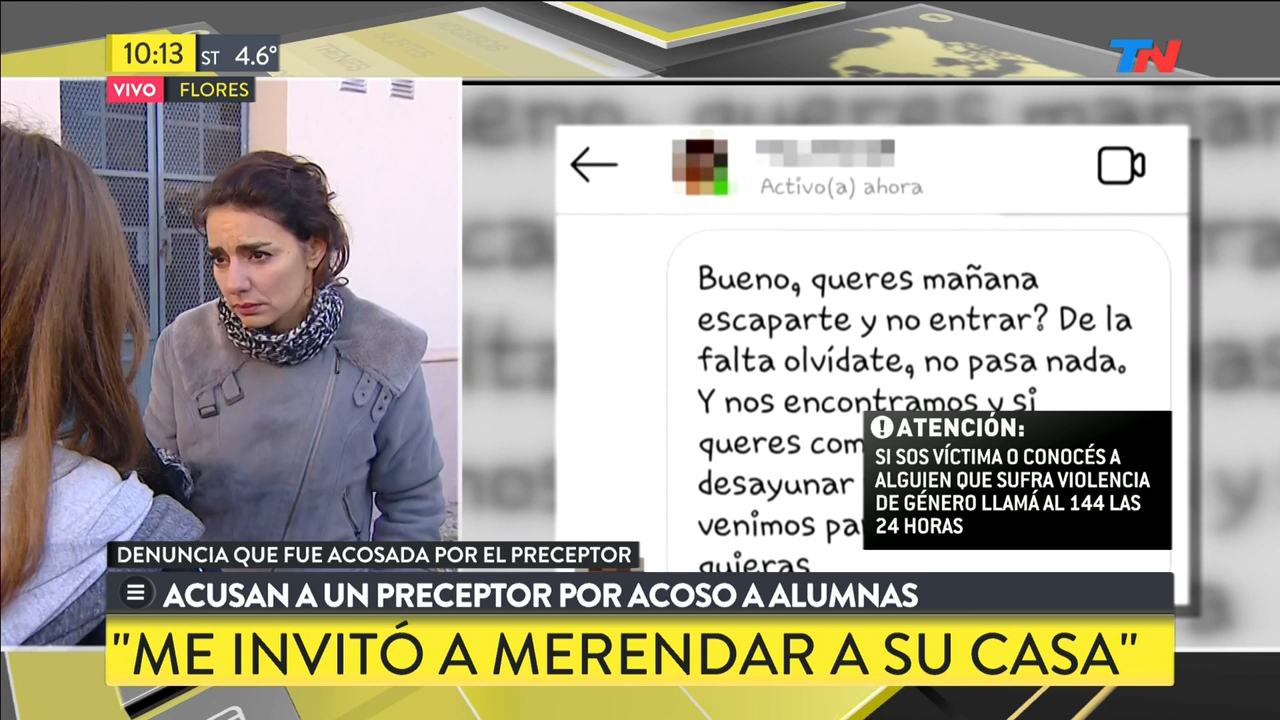 10:13 ST 4.6°
VIVO FLORES
TN
Activo(a) ahora
Bueno, queres mañana
escaparte y no entrar? De la
falta olvídate, no pasa nada.
Y nos encontramos y si
queres com
desayunar
venimos pa
quieras
! ATENCIÓN:
SI SOS VÍCTIMA O CONOCÉS A
ALGUIEN QUE SUFRA VIOLENCIA
DE GÉNERO LLAMÁ AL 144 LAS
24 HORAS
DENUNCIA QUE FUE ACOSADA POR EL PRECEPTOR
ACUSAN A UN PRECEPTOR POR ACOSO A ALUMNAS
"ME INVITÓ A MERENDAR A SU CASA"